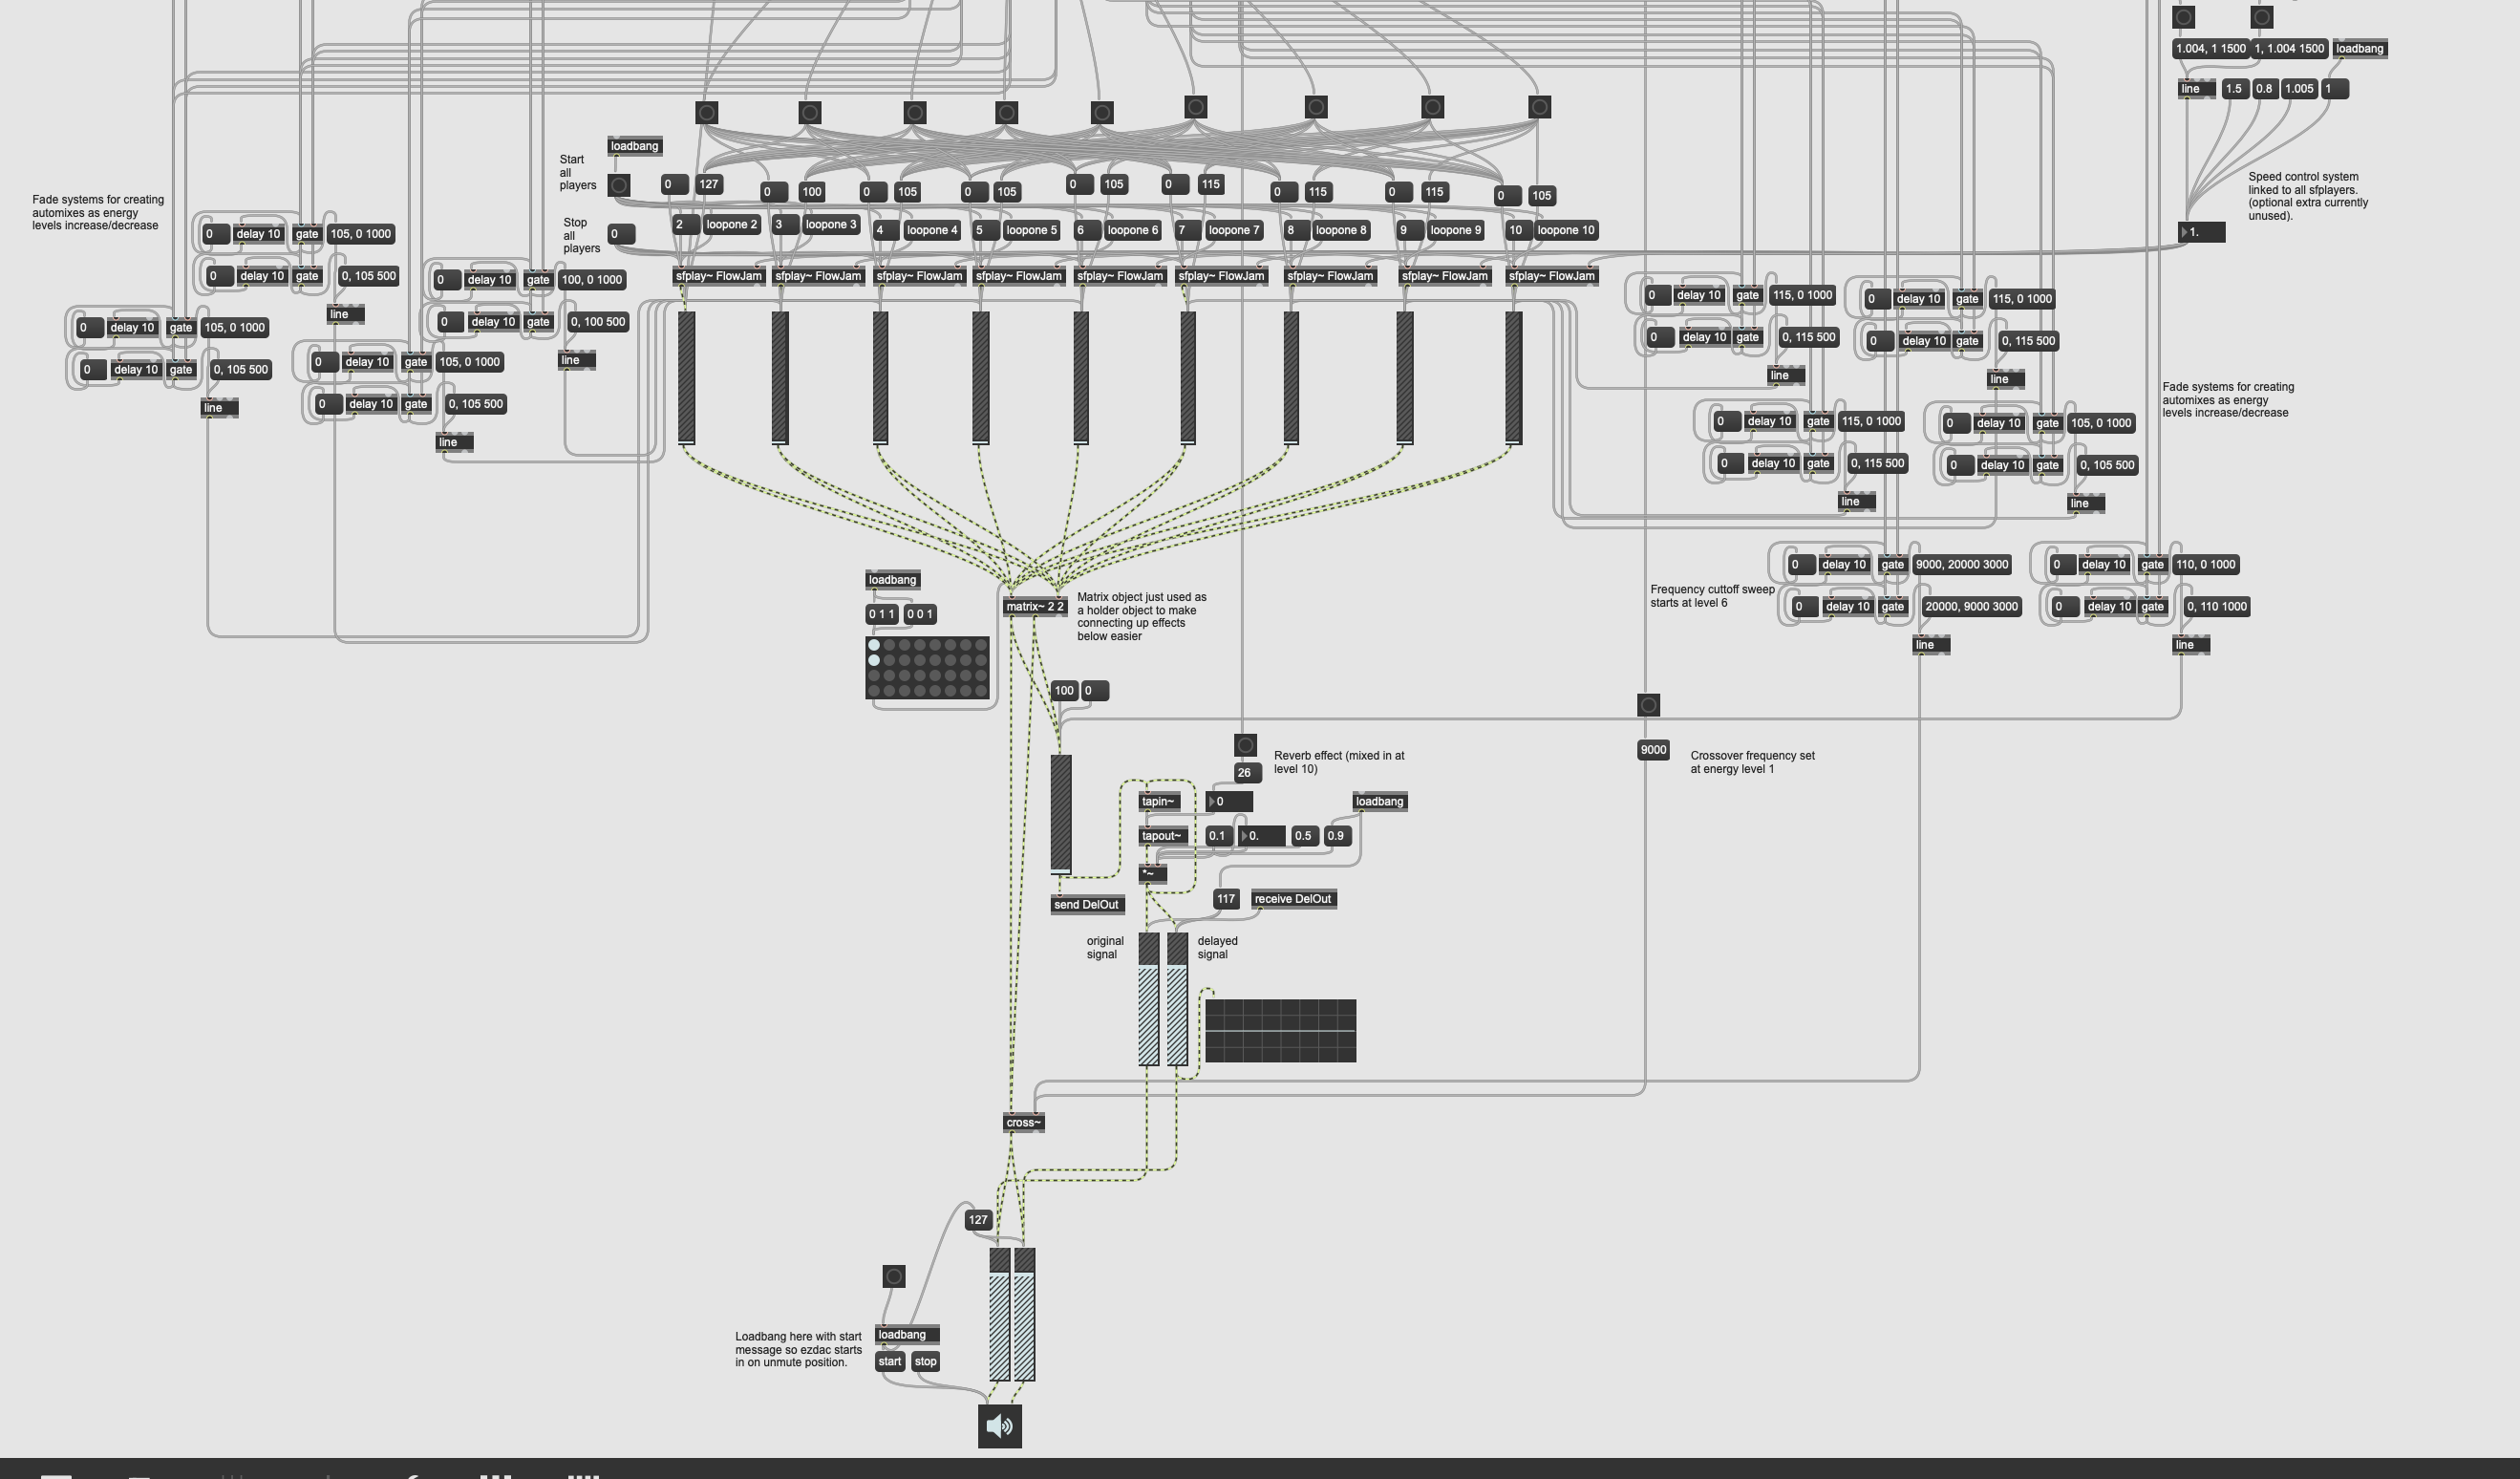 1.004, 1 1500
1, 1.004 1500
loadbang
line
1.5
0.8
1.005
1
Speed control system
linked to all sfplayers.
(optional extra currently
unused).
1.
loadbang
Start
all
players
Stop
all
players
0
0
127
0
100
0
105
0
105
0
105
0
115
0
115
0
115
0
105
2
loopone 2
3
loopone 3
4
loopone 4
5
loopone 5
6
loopone 6
7
loopone 7
8
loopone 8
9
loopone 9
10
loopone 10
sfplay~ FlowJam
sfplay~ FlowJam
sfplay~ FlowJam
sfplay~ FlowJam
sfplay~ FlowJam
sfplay~ FlowJam
sfplay~ FlowJam
sfplay~ FlowJam
sfplay~ FlowJam
Fade systems for creating
automixes as energy
levels increase/decrease
0
delay 10
gate
105, 0 1000
0
delay 10
gate
0, 105 500
line
0
delay 10
gate
100, 0 1000
0
delay 10
gate
0, 100 500
line
0
delay 10
gate
105, 0 1000
0
delay 10
gate
0, 105 500
line
0
delay 10
gate
105, 0 1000
0
delay 10
gate
0, 105 500
line
0
delay 10
gate
115, 0 1000
0
delay 10
gate
0, 115 500
line
0
delay 10
gate
115, 0 1000
0
delay 10
gate
0, 115 500
line
Fade systems for creating
automixes as energy
levels increase/decrease
0
delay 10
gate
115, 0 1000
0
delay 10
gate
0, 115 500
line
0
delay 10
gate
105, 0 1000
0
delay 10
gate
0, 105 500
line
Frequency cuttoff sweep
starts at level 6
0
delay 10
gate
9000, 20000 3000
0
delay 10
gate
20000, 9000 3000
line
0
delay 10
gate
110, 0 1000
0
delay 10
gate
0, 110 1000
line
loadbang
0 1 1
0 0 1
matrix~ 2 2
Matrix object just used as
a holder object to make
connecting up effects
below easier
100
0
26
Reverb effect (mixed in at
level 10)
9000
Crossover frequency set
at energy level 1
tapin~
0
loadbang
tapout~
0.1
0.
0.5
0.9
*~
send DelOut
117
receive DelOut
original
signal
delayed
signal
cross~
127
Loadbang here with start
message so ezdac starts
in on unmute position.
loadbang
start
stop